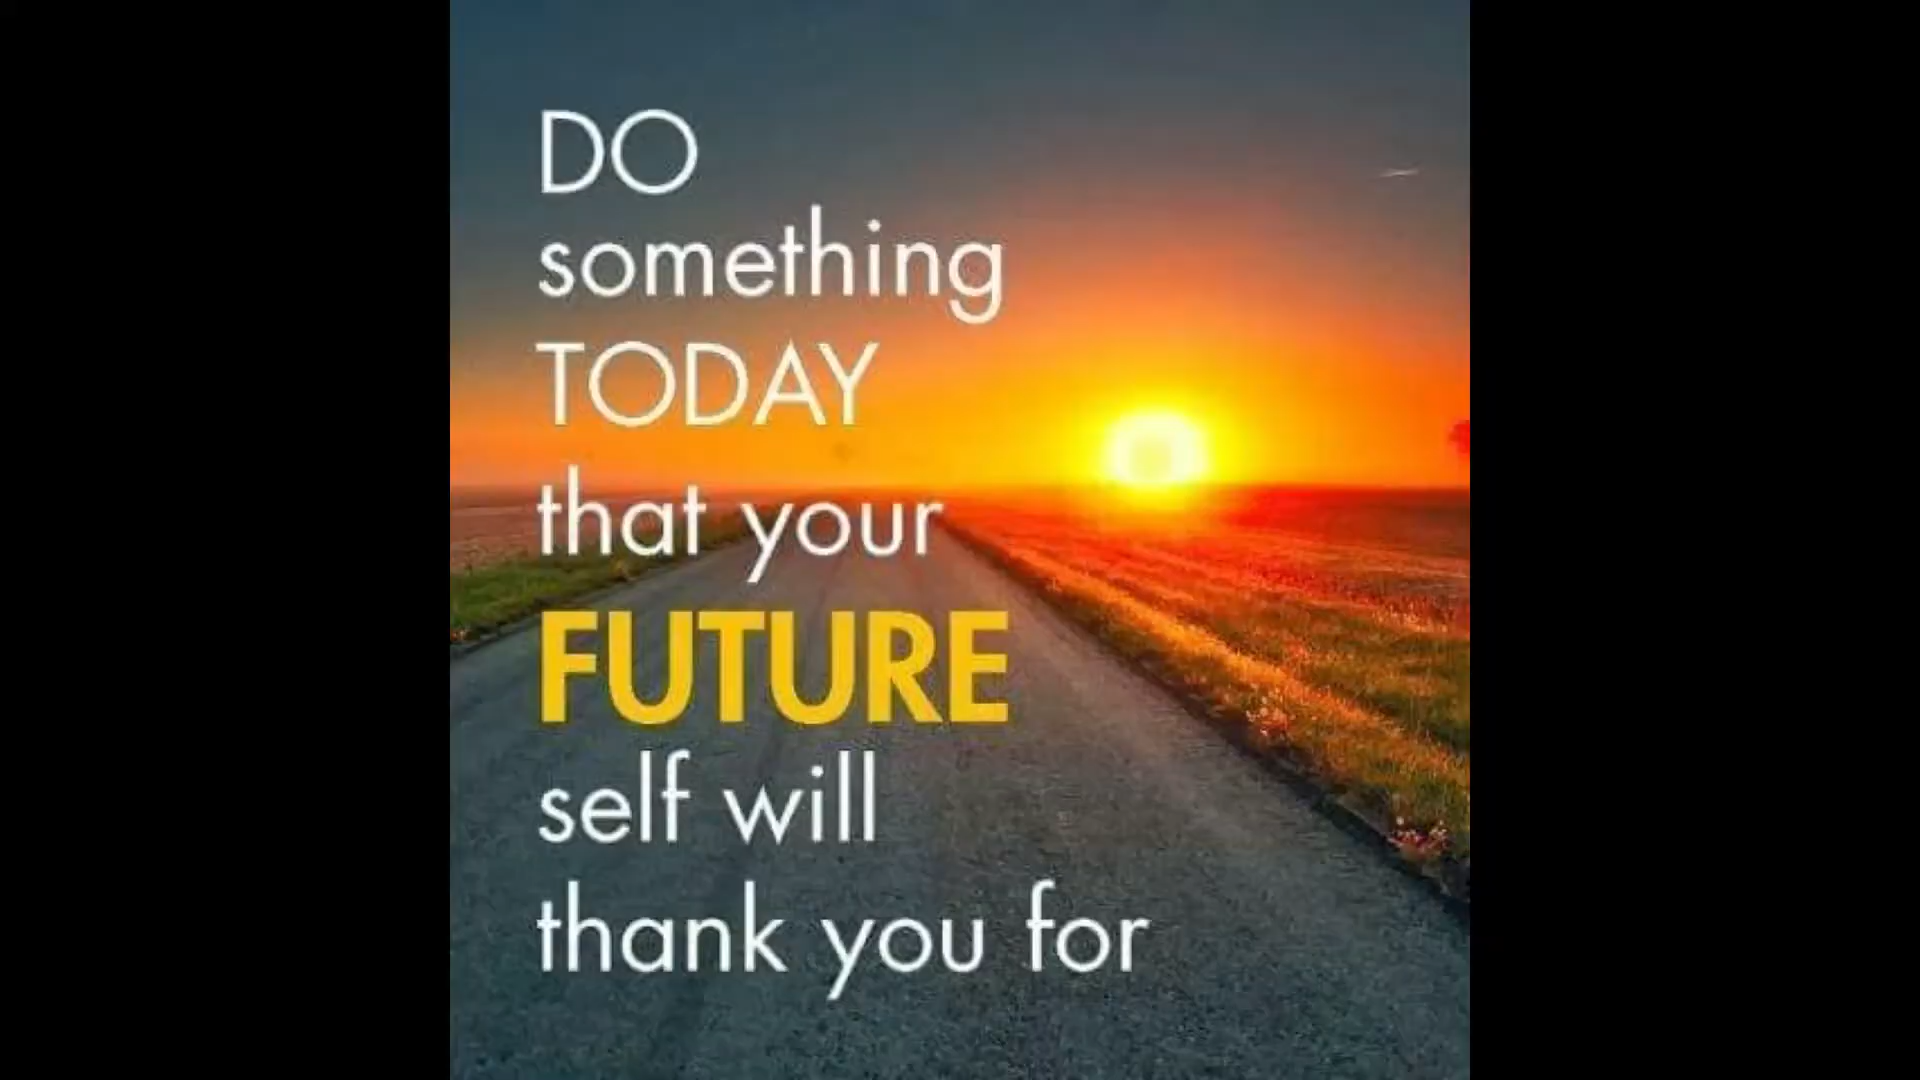 DO
something
TODAY
that your
FUTURE
self will
thank you for